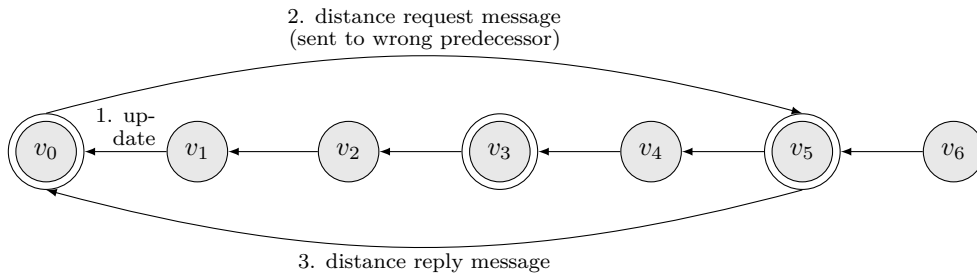 2. distance request message
(sent to wrong predecessor)
1. up-
date
v0 v1 v2 v3 v4 v5 v6
3. distance reply message